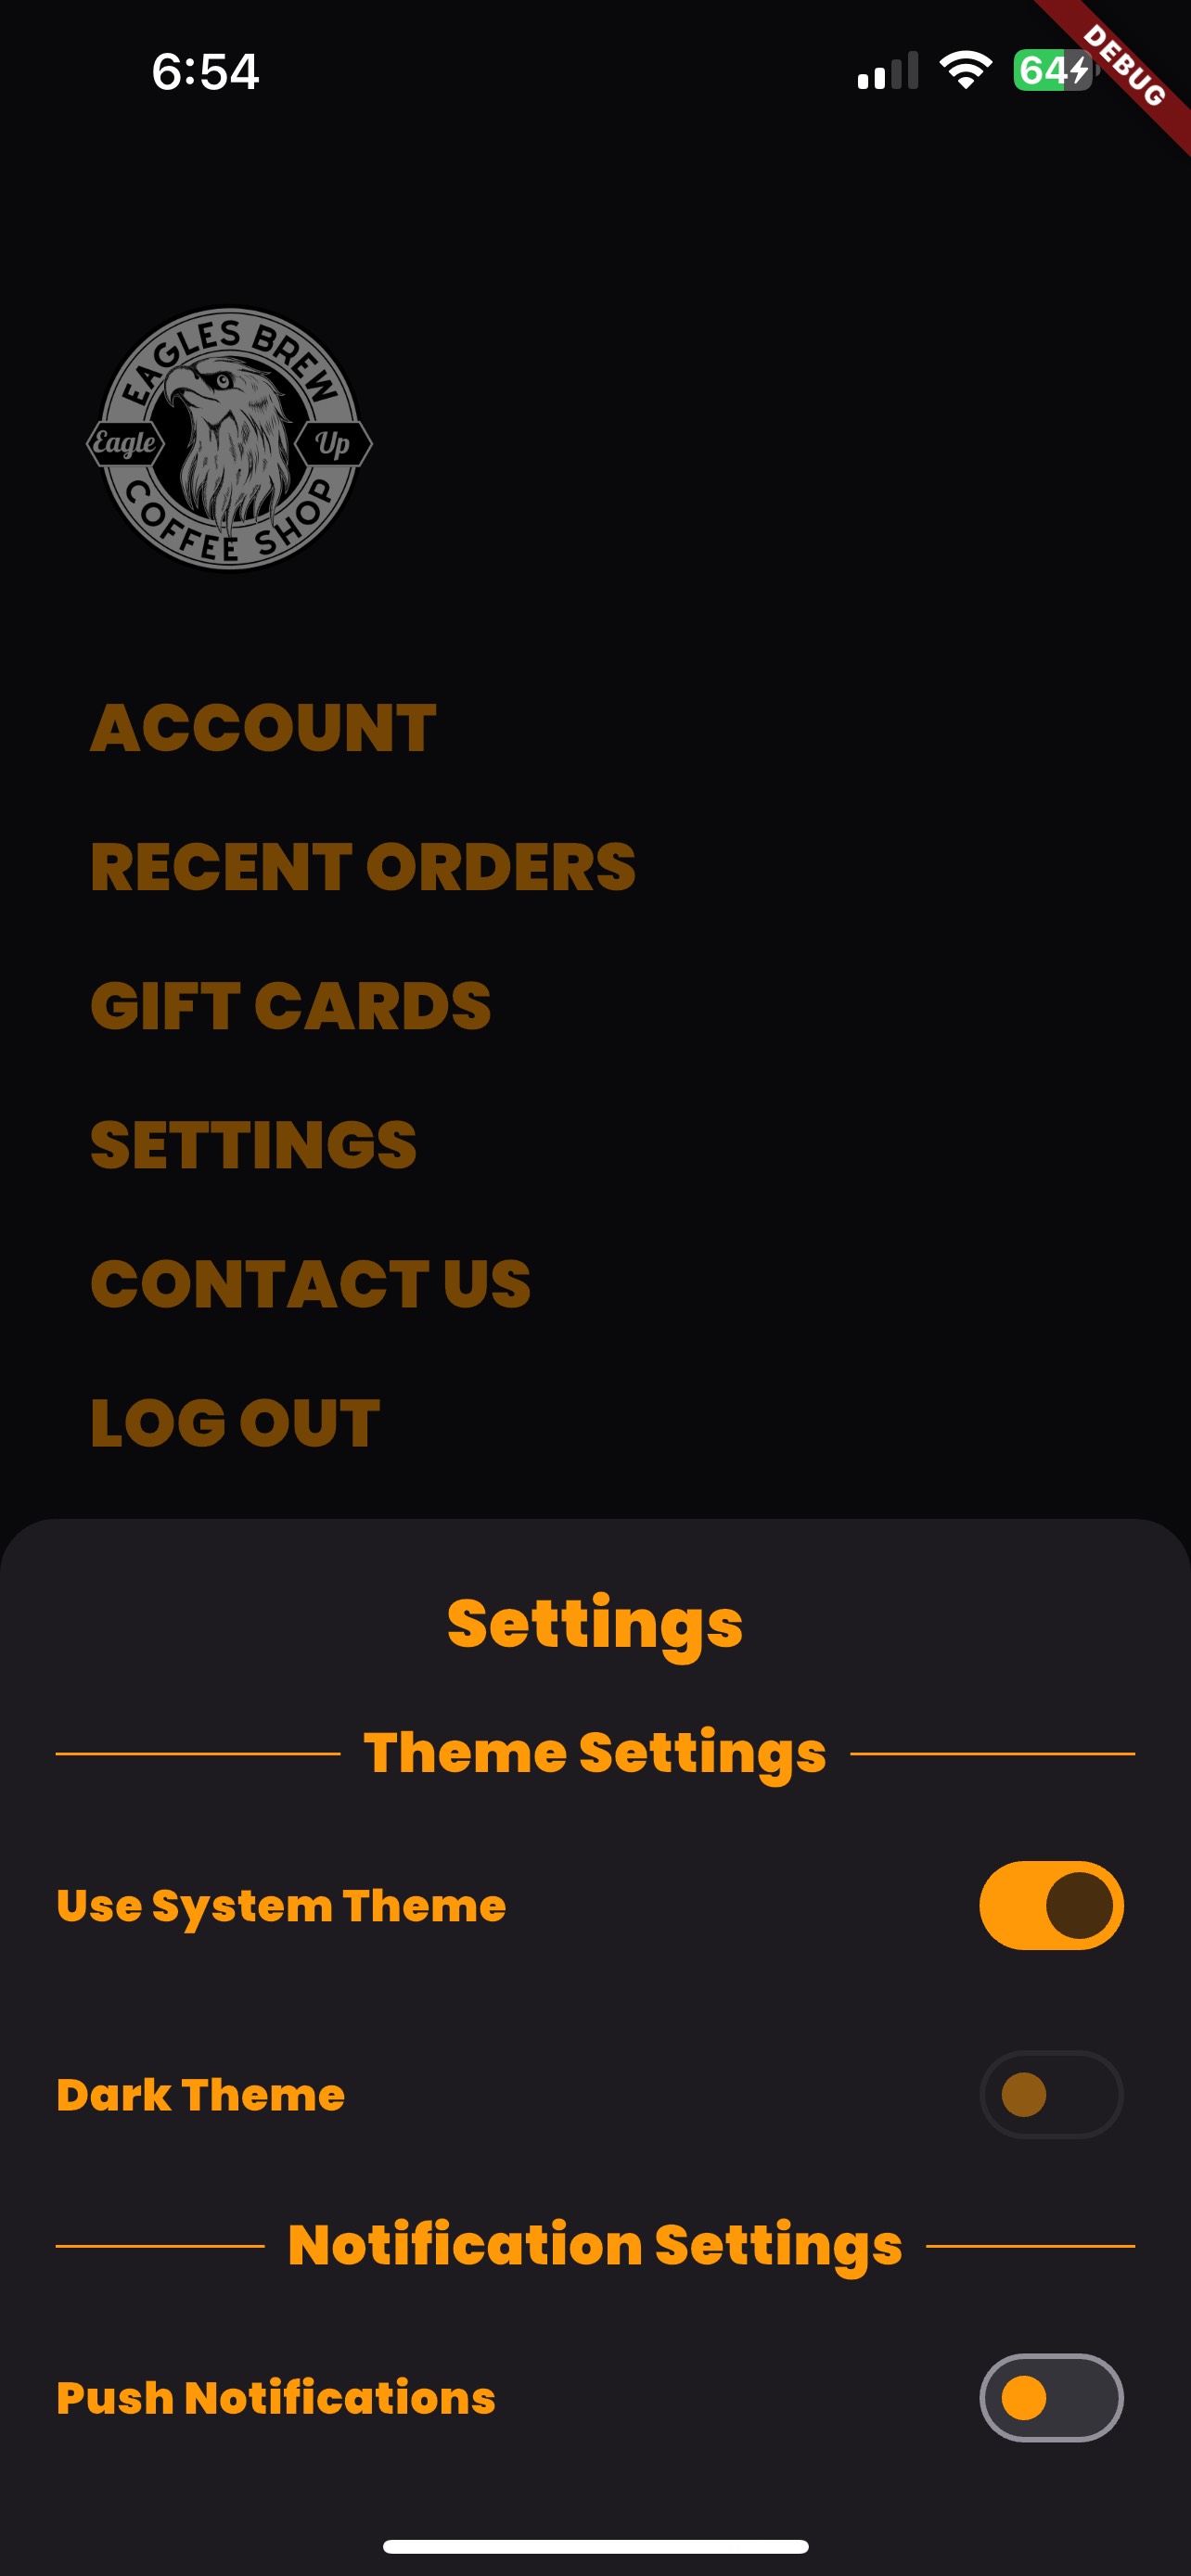 6:54
64
DEBUG
EAGLES BREW
Eagle
Up
COFFEE SHOP
ACCOUNT
RECENT ORDERS
GIFT CARDS
SETTINGS
CONTACT US
LOG OUT
Settings
Theme Settings
Use System Theme
Dark Theme
Notification Settings
Push Notifications